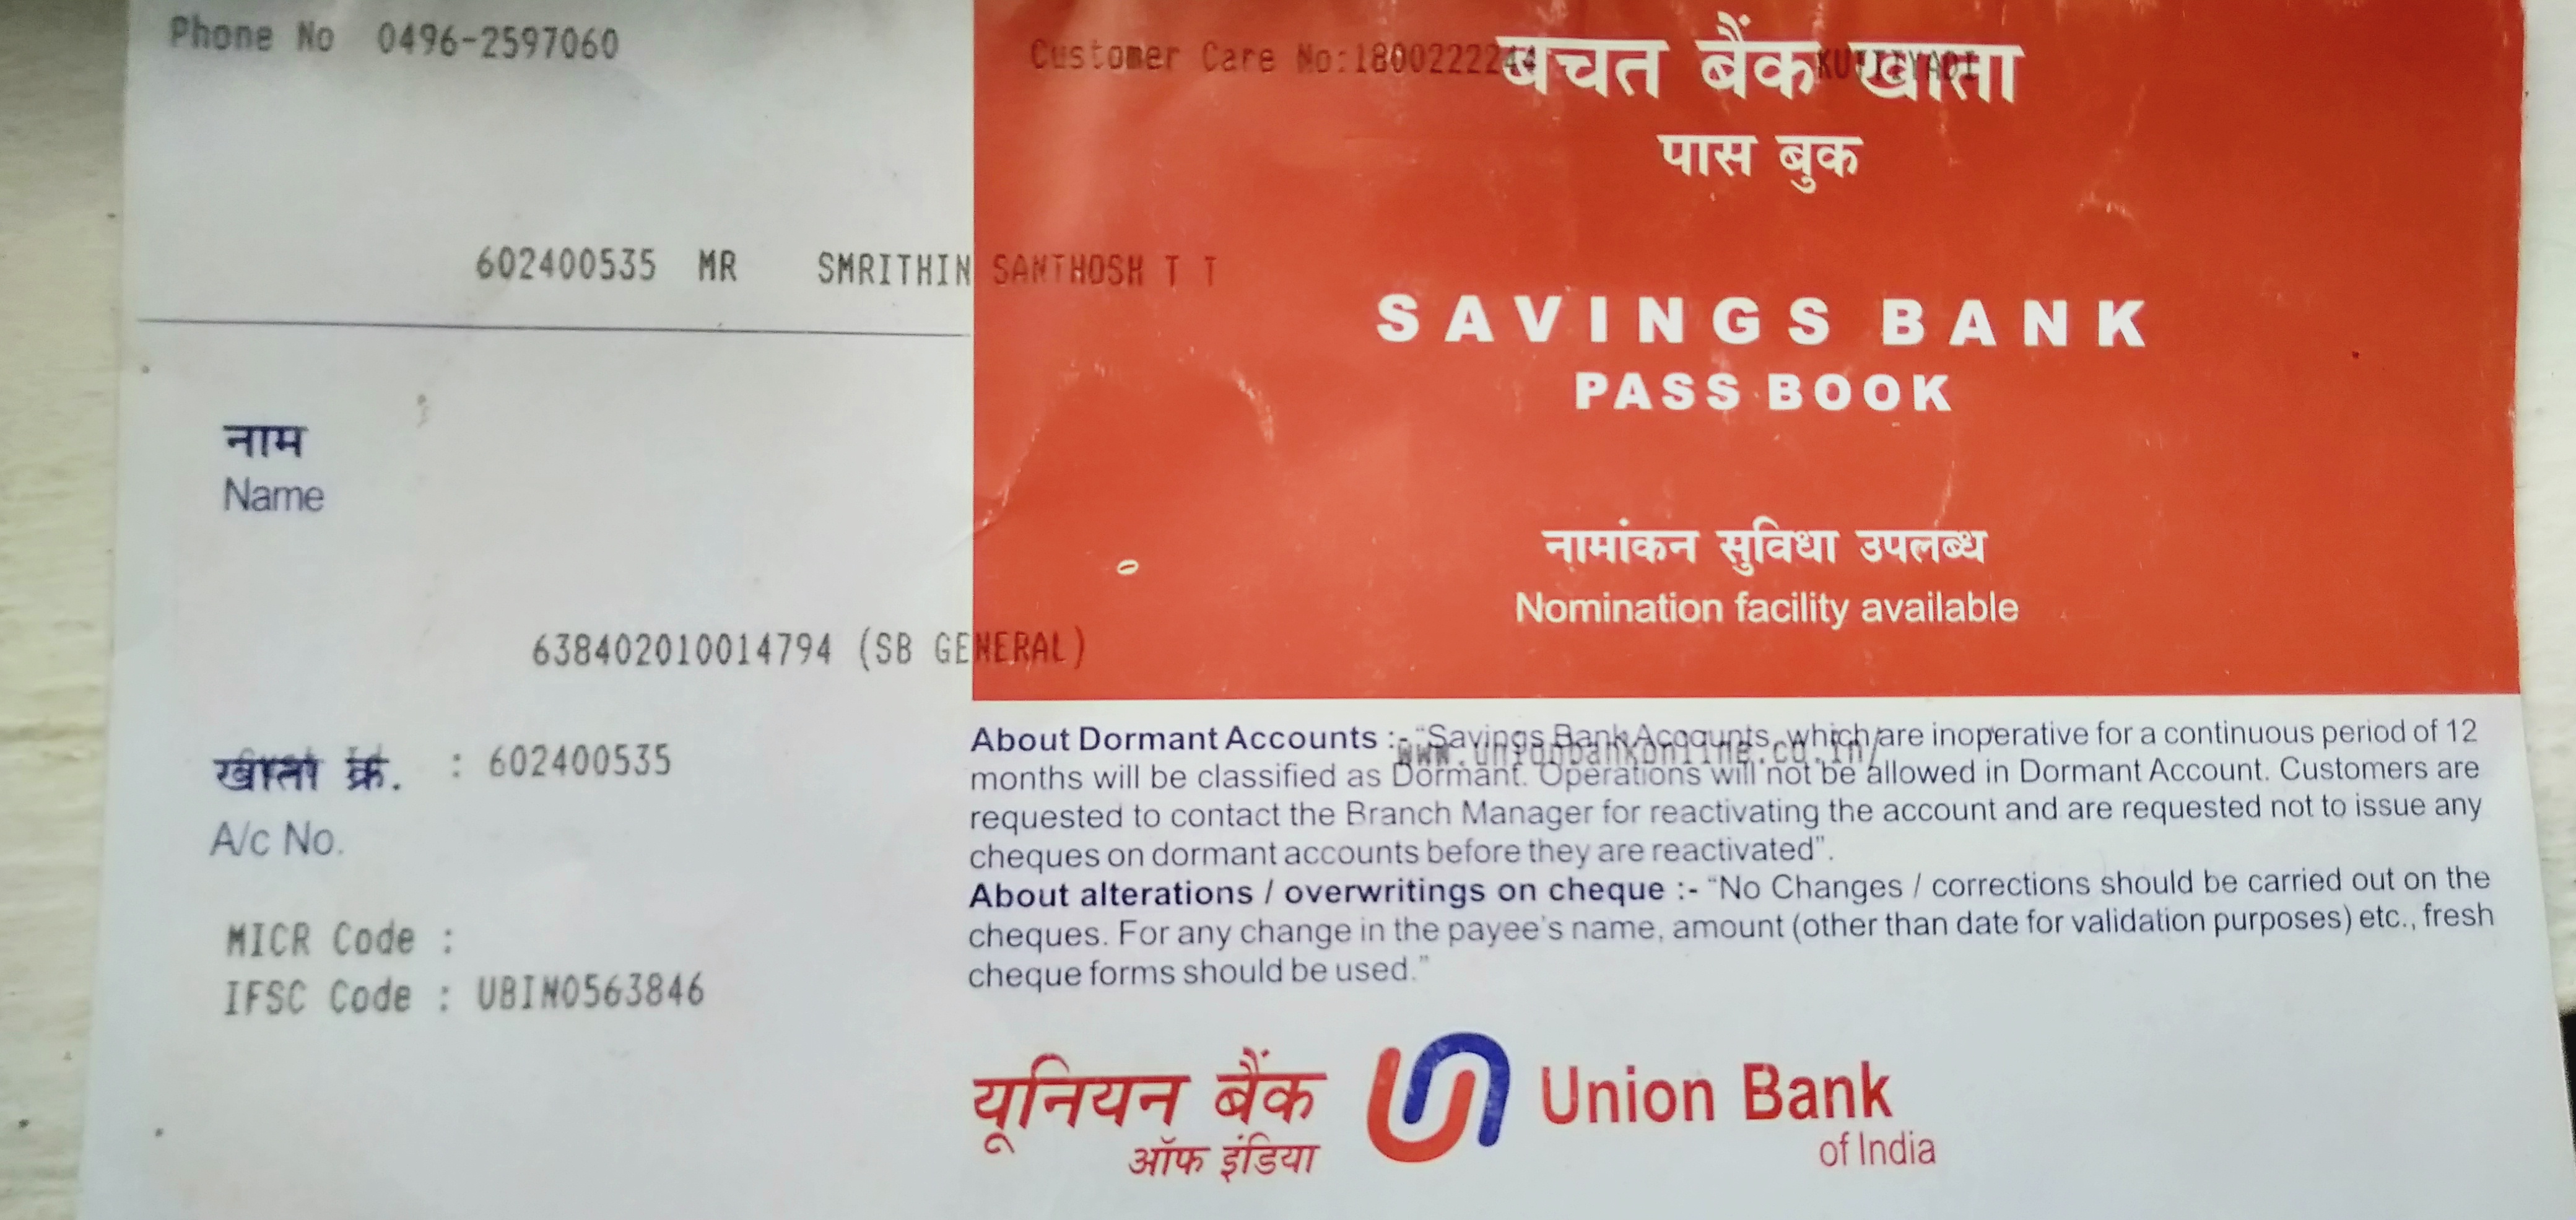 Phone No 0496-2597060 Customer Care No:1800222244 KUTTIYADI
बचत बैंक खाता
पास बुक
602400535 MR SMRITHIN SANTHOSH T T
SAVINGS BANK
PASS BOOK
नाम
Name
नामांकन सुविधा उपलब्ध
Nomination facility available
638402010014794 (SB GENERAL)
खाता क्र. : 602400535
A/c No.
MICR Code :
IFSC Code : UBIN0563846
About Dormant Accounts :- “Savings Bank Accounts, which are inoperative for a continuous period of 12
www.unionbankonline.co.in/
months will be classified as Dormant. Operations will not be allowed in Dormant Account. Customers are
requested to contact the Branch Manager for reactivating the account and are requested not to issue any
cheques on dormant accounts before they are reactivated”.
About alterations / overwritings on cheque :- “No Changes / corrections should be carried out on the
cheques. For any change in the payee's name, amount (other than date for validation purposes) etc., fresh
cheque forms should be used.”
यूनियन बैंक Union Bank
ऑफ इंडिया of India